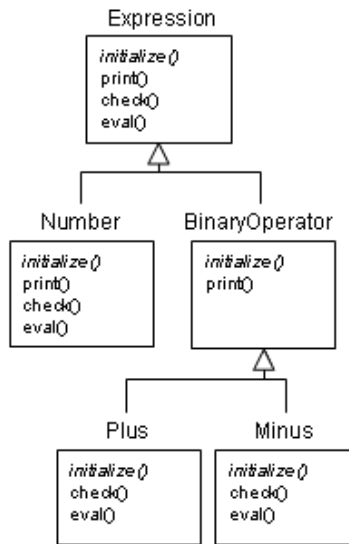 Expression
initialize()
print()
check()
eval()
Number
initialize()
print()
check()
eval()
BinaryOperator
initialize()
print()
Plus
initialize()
check()
eval()
Minus
initialize()
check()
eval()